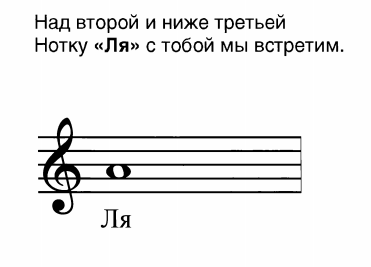 Над второй и ниже третьей
Нотку «Ля» с тобой мы встретим.
Ля